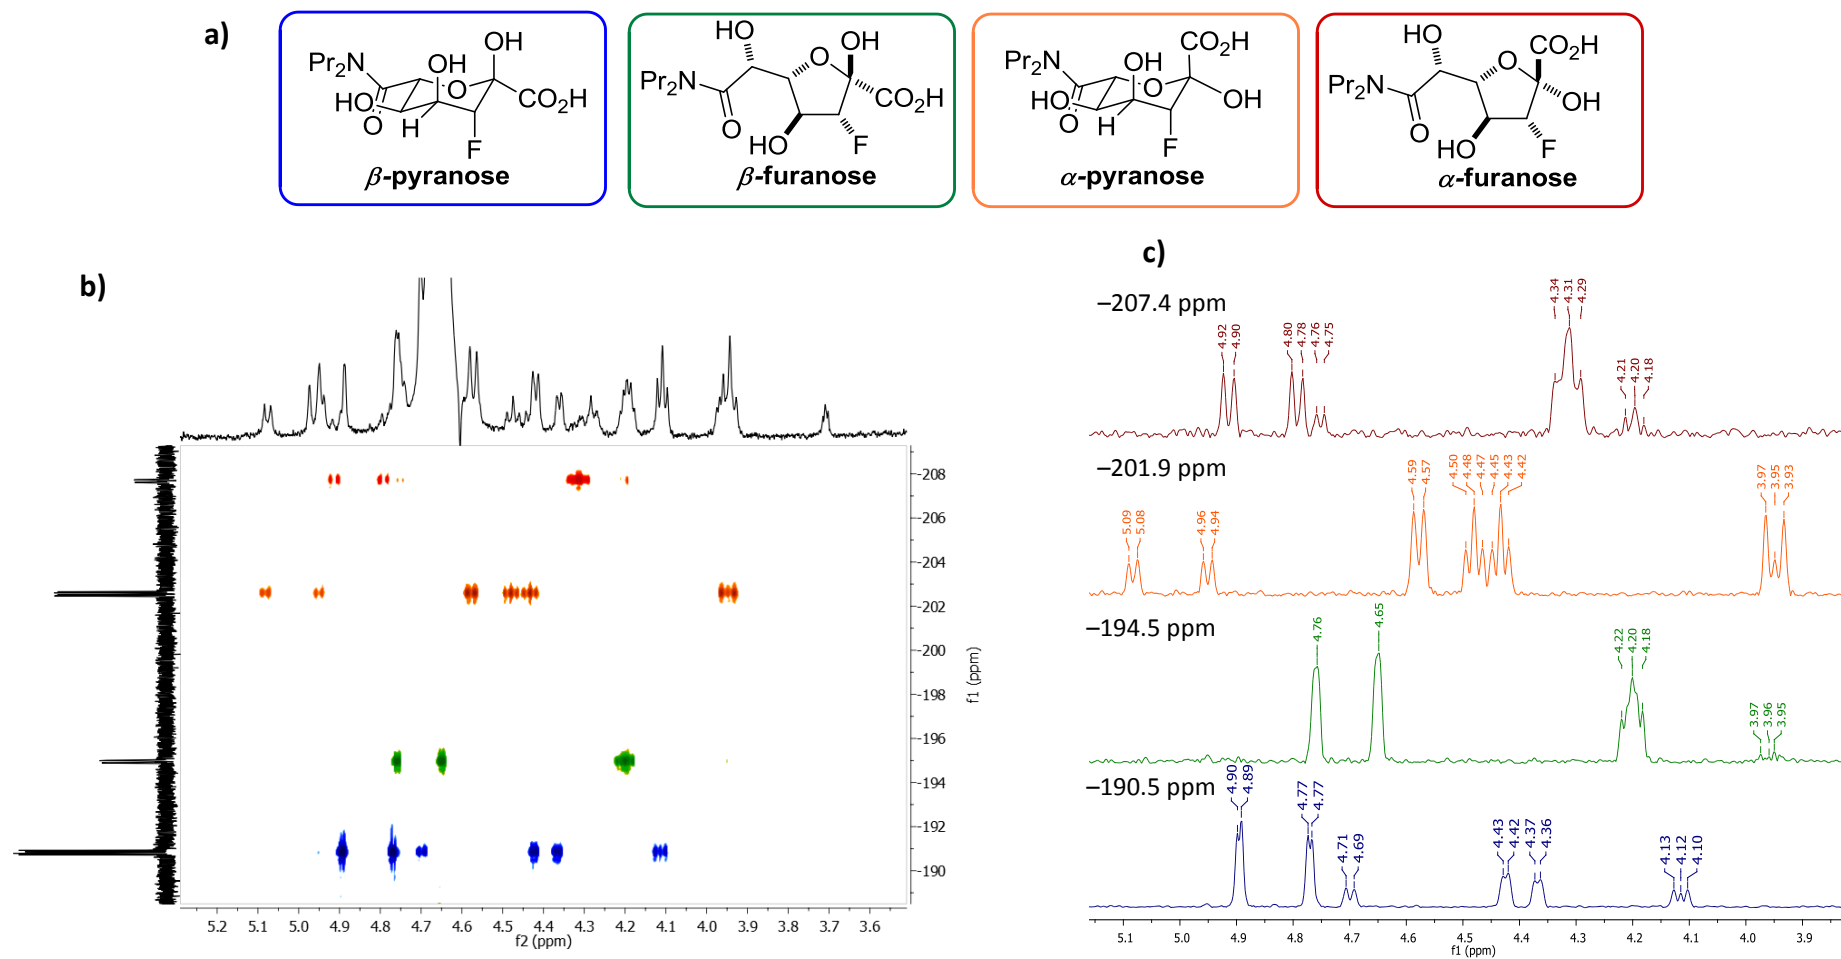 a)
OH
Pr2N
OH
O
HO
CO2H
O
H
F
β-pyranose
HO
O
OH
Pr2N
CO2H
O
HO
F
β-furanose
CO2H
Pr2N
OH
O
HO
OH
O
H
F
α-pyranose
HO
CO2H
O
Pr2N
OH
O
HO
F
α-furanose
b)
-208
-206
-204
-202
-200
-198
-196
-194
-192
-190
f1 (ppm)
5.2 5.1 5.0 4.9 4.8 4.7 4.6 4.5 4.4 4.3 4.2 4.1 4.0 3.9 3.8 3.7 3.6
f2 (ppm)
c)
−207.4 ppm
4.92 4.90 4.80 4.78 4.76 4.75 4.34 4.31 4.29 4.21 4.20 4.18
−201.9 ppm
5.09 5.08 4.96 4.94 4.59 4.57 4.50 4.48 4.47 4.45 4.43 4.42 3.97 3.95 3.93
−194.5 ppm
4.76 4.65 4.22 4.20 4.18 3.97 3.96 3.95
−190.5 ppm
4.90 4.89 4.77 4.77 4.71 4.69 4.43 4.42 4.37 4.36 4.13 4.12 4.10
5.1 5.0 4.9 4.8 4.7 4.6 4.5 4.4 4.3 4.2 4.1 4.0 3.9
f1 (ppm)